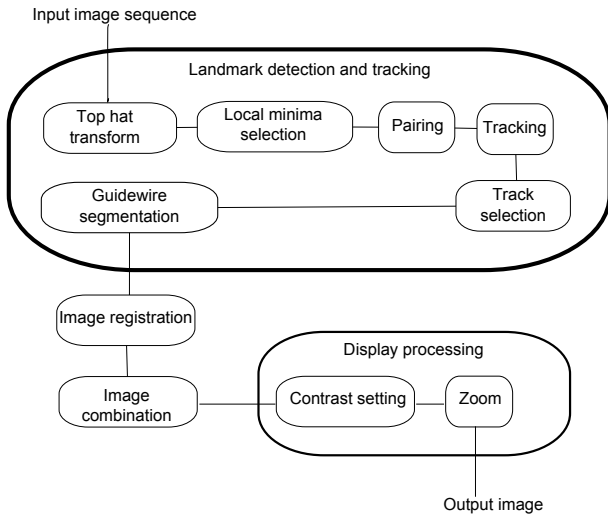 Input image sequence
Landmark detection and tracking
Top hat
transform
Local minima
selection
Pairing
Tracking
Track
selection
Guidewire
segmentation
Image registration
Image
combination
Display processing
Contrast setting
Zoom
Output image